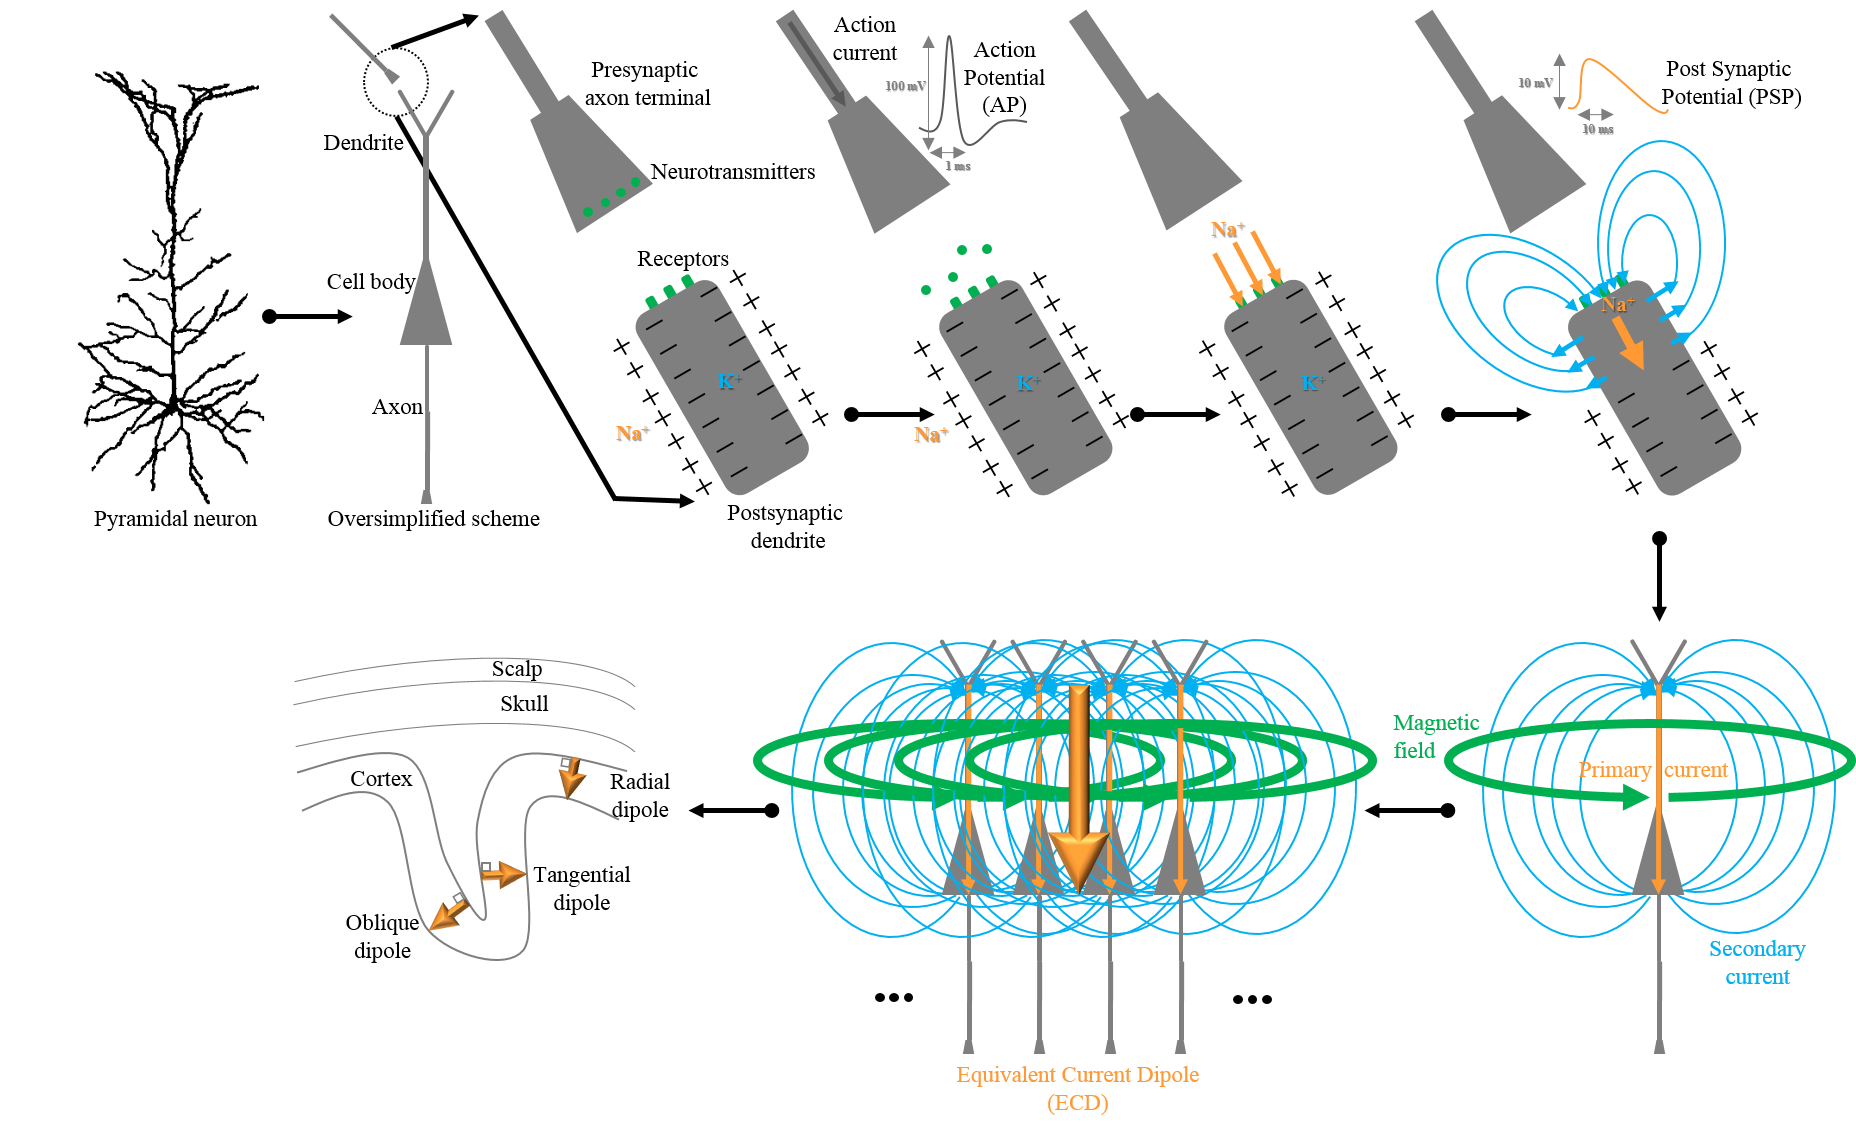 Pyramidal neuron
Dendrite
Cell body
Axon
Oversimplified scheme
Presynaptic
axon terminal
Neurotransmitters
Receptors
K⁺
Na⁺
Postsynaptic
dendrite
Action
current
100 mV
Action
Potential
(AP)
1 ms
K⁺
Na⁺
Na⁺
K⁺
10 mV
10 ms
Post Synaptic
Potential (PSP)
Na⁺
Magnetic
field
Primary current
Secondary
current
Equivalent Current Dipole
(ECD)
Scalp
Skull
Cortex
Radial
dipole
Tangential
dipole
Oblique
dipole